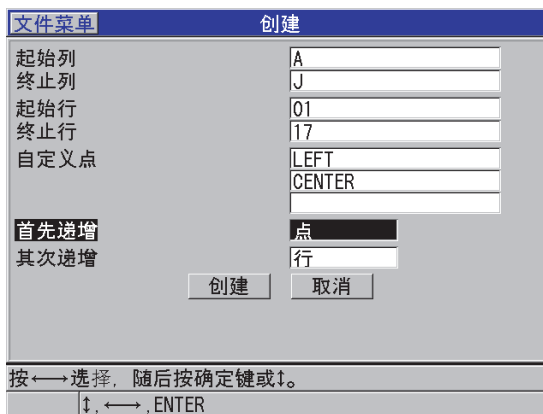 文件菜单 创建
起始列 A
终止列 J
起始行 01
终止行 17
自定义点 LEFT
CENTER
首先递增 点
其次递增 行
创建 取消
按←→选择, 随后按确定键或↕。
↕, ←→ ,ENTER